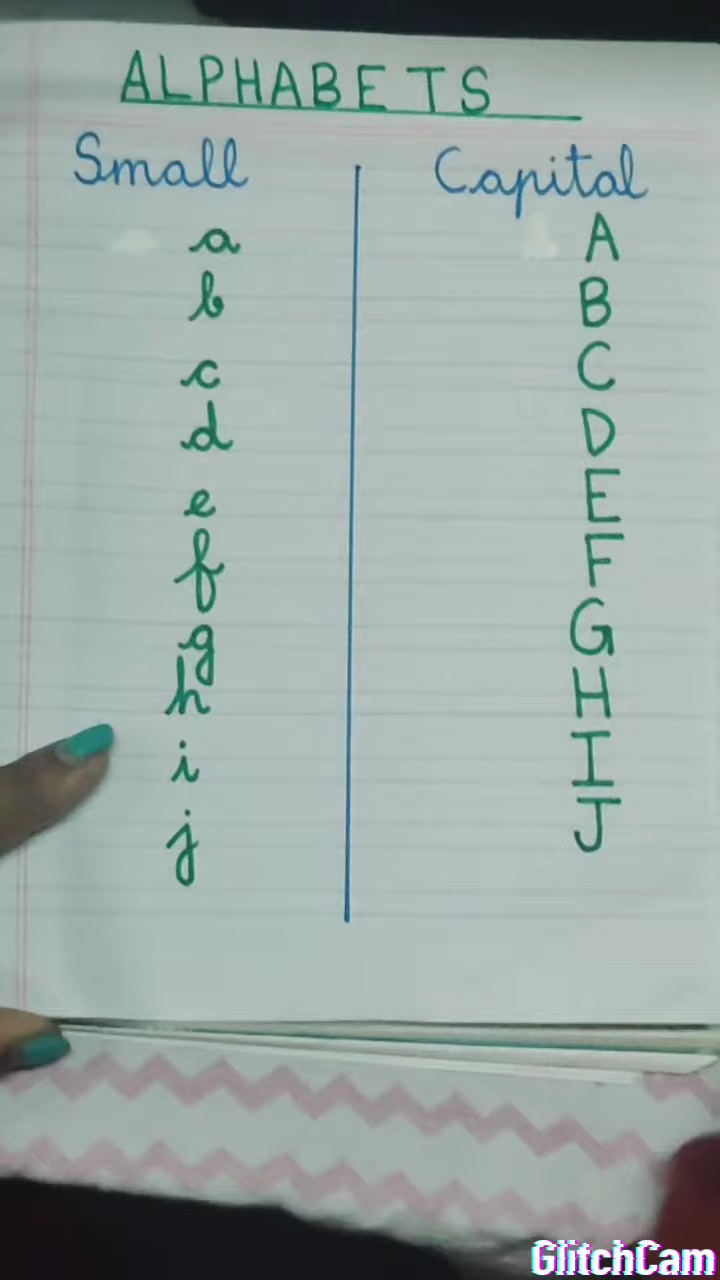 ALPHABETS
Small Capital
a A
b B
c C
d D
e E
f F
g G
h H
i I
j J
GlitchCam